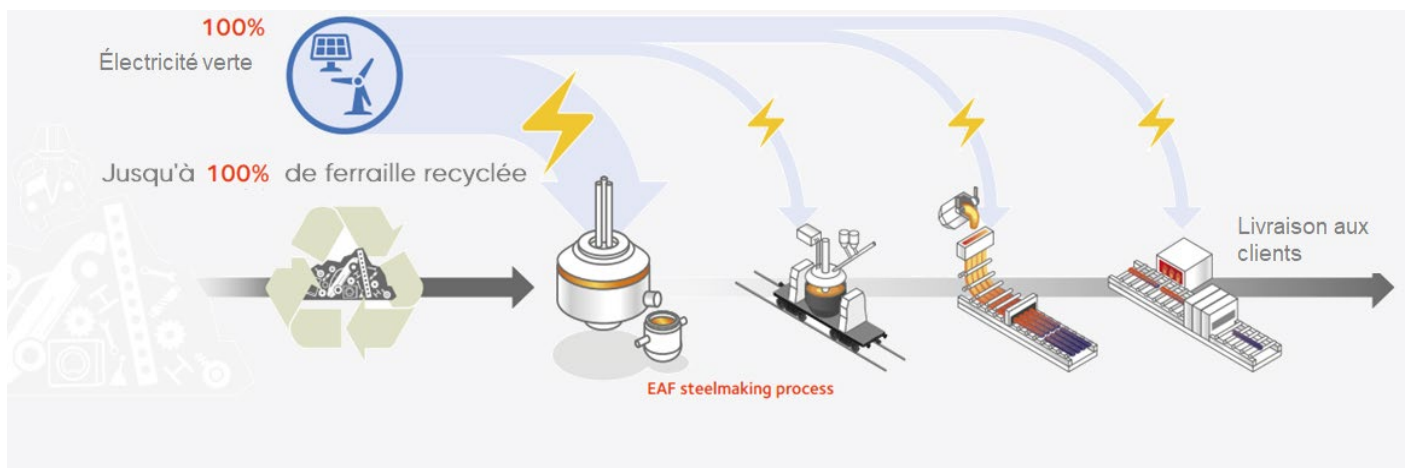 100%
Électricité verte
Jusqu'à 100% de ferraille recyclée
Livraison aux
clients
EAF steelmaking process